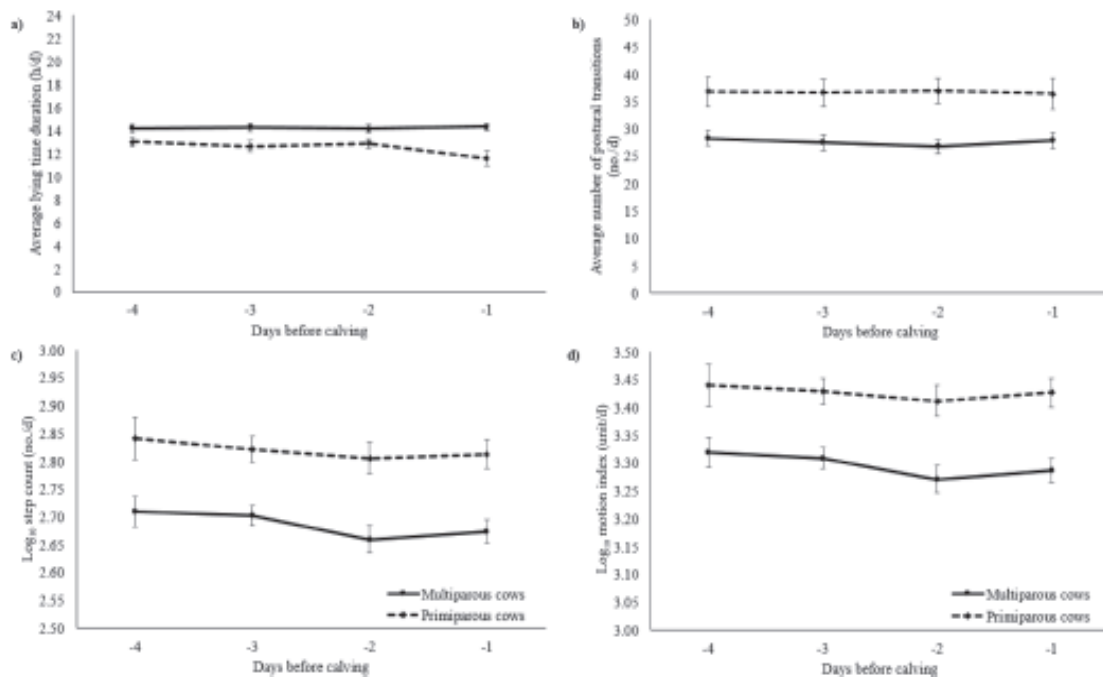 a)
24
22
20
18
16
14
12
10
8
6
4
2
0
Average lying time duration (h/d)
-4 -3 -2 -1
Days before calving
b)
50
45
40
35
30
25
20
15
10
5
0
Average number of postural transitions
(no./d)
-4 -3 -2 -1
Days before calving
c)
3.00
2.95
2.90
2.85
2.80
2.75
2.70
2.65
2.60
2.55
2.50
Log₁₀ step count (no./d)
Multiparous cows
Primiparous cows
-4 -3 -2 -1
Days before calving
d)
3.50
3.45
3.40
3.35
3.30
3.25
3.20
3.15
3.10
3.05
3.00
Log₁₀ motion index (unit/d)
Multiparous cows
Primiparous cows
-4 -3 -2 -1
Days before calving